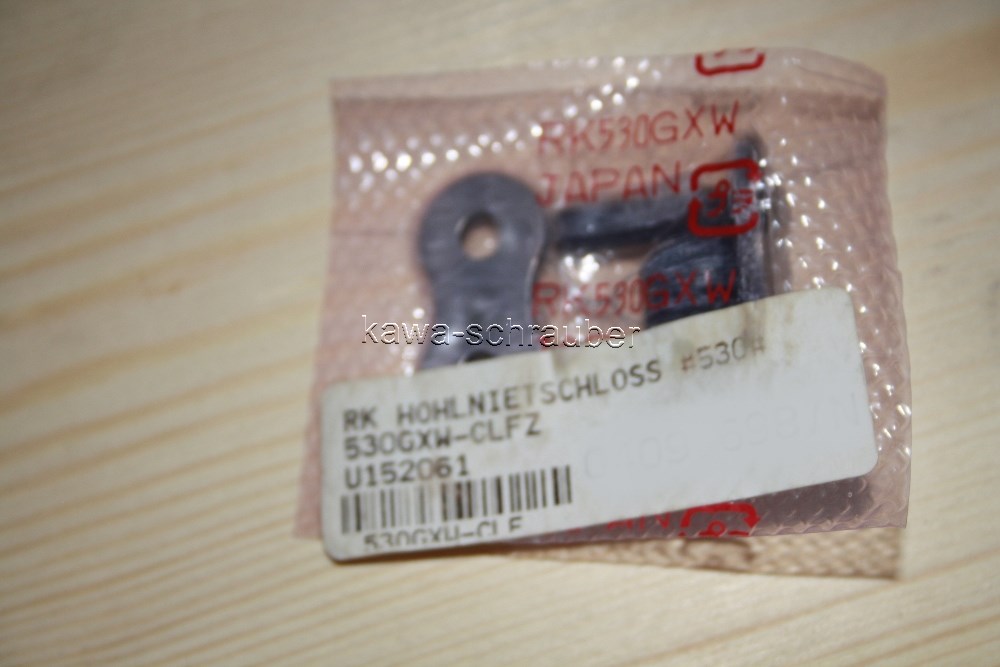 RK530GXW
JAPAN
RK530GXW
kawa-schrauber
RK HOHLNIETSCHLOSS #530#
530GXW-CLFZ
U152061
530GXW-CLF